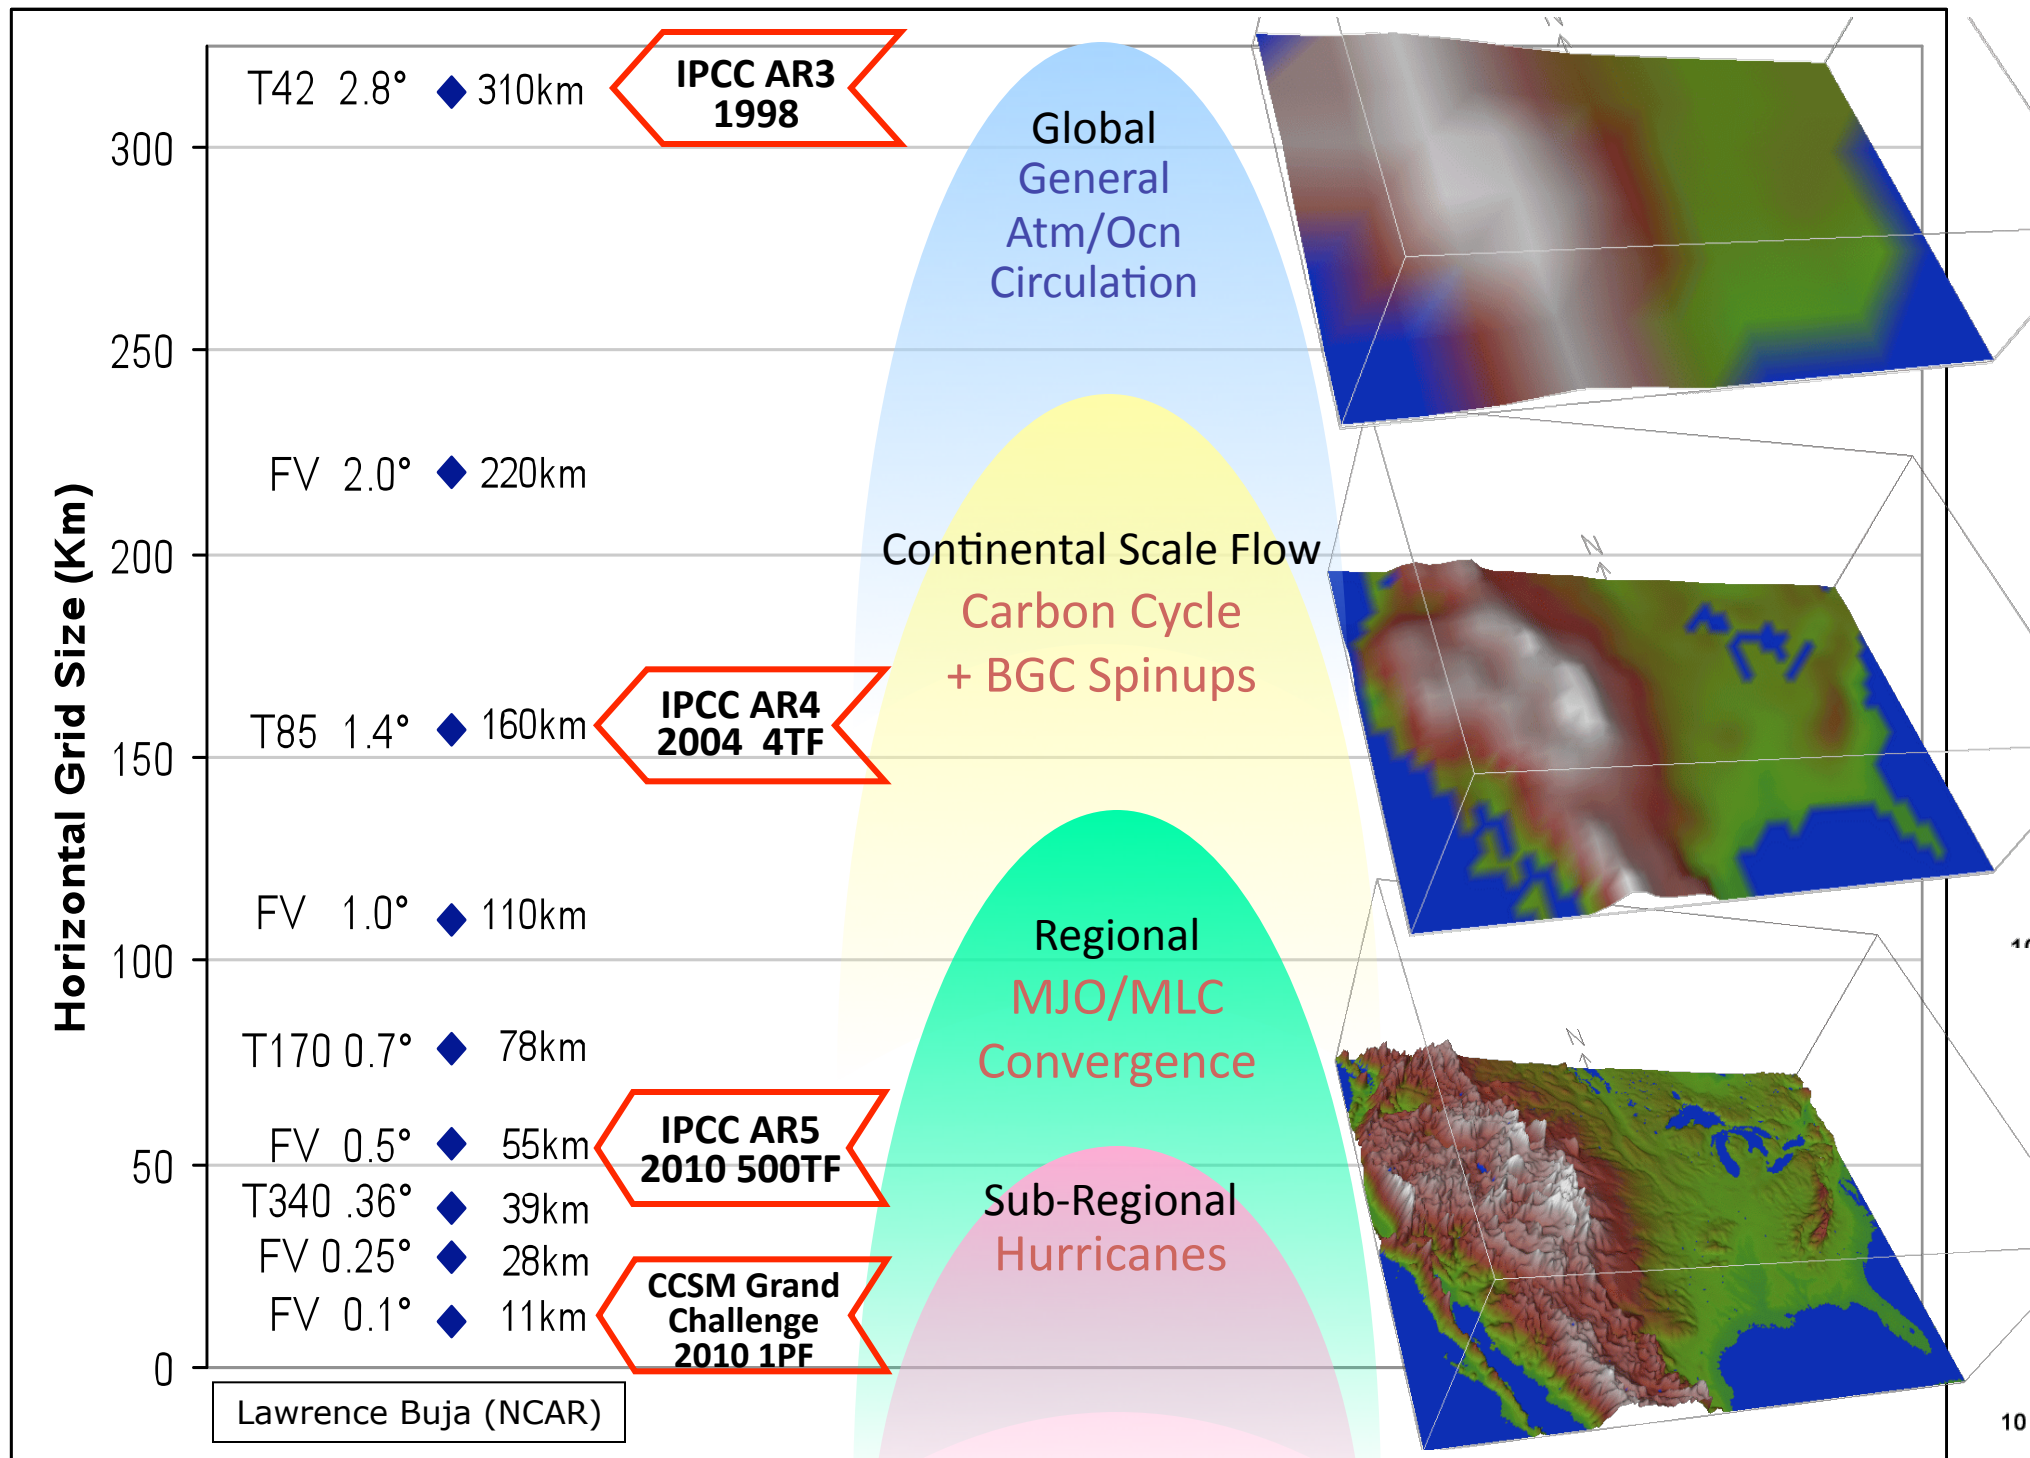 T42 2.8° 310km
IPCC AR3
1998
300
250
FV 2.0° 220km
200
T85 1.4° 160km
IPCC AR4
2004 4TF
150
FV 1.0° 110km
100
T170 0.7° 78km
FV 0.5° 55km
IPCC AR5
2010 500TF
50
T340 .36° 39km
FV 0.25° 28km
FV 0.1° 11km
CCSM Grand
Challenge
2010 1PF
0
Horizontal Grid Size (Km)
Lawrence Buja (NCAR)
Global
General
Atm/Ocn
Circulation
Continental Scale Flow
Carbon Cycle
+ BGC Spinups
Regional
MJO/MLC
Convergence
Sub-Regional
Hurricanes
N
N
10